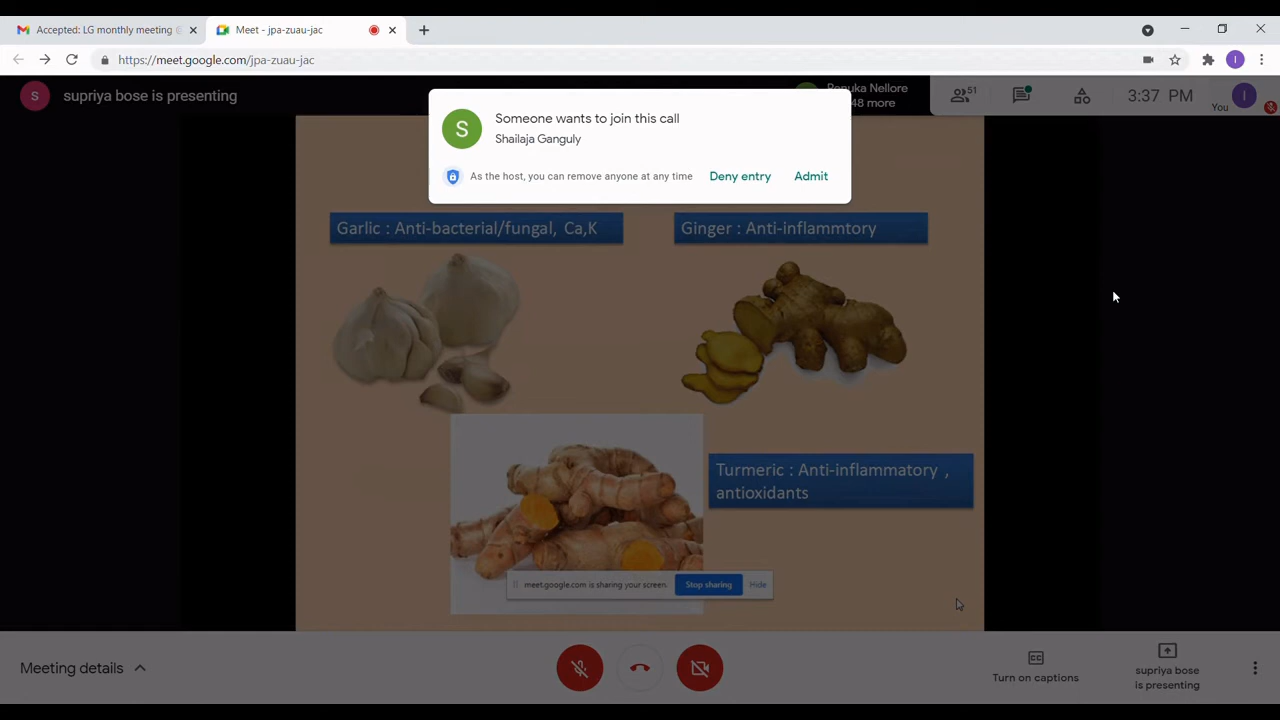 Accepted: LG monthly meeting
Meet - jpa-zuau-jac
https://meet.google.com/jpa-zuau-jac
I
S
supriya bose is presenting
Renuka Nellore
48 more
51
3:37 PM
You
I
S
Someone wants to join this call
Shailaja Ganguly
As the host, you can remove anyone at any time
Deny entry
Admit
Garlic : Anti-bacterial/fungal, Ca,K
Ginger : Anti-inflammtory
Turmeric : Anti-inflammatory ,
antioxidants
meet.google.com is sharing your screen.
Stop sharing
Hide
Meeting details
CC
Turn on captions
supriya bose
is presenting